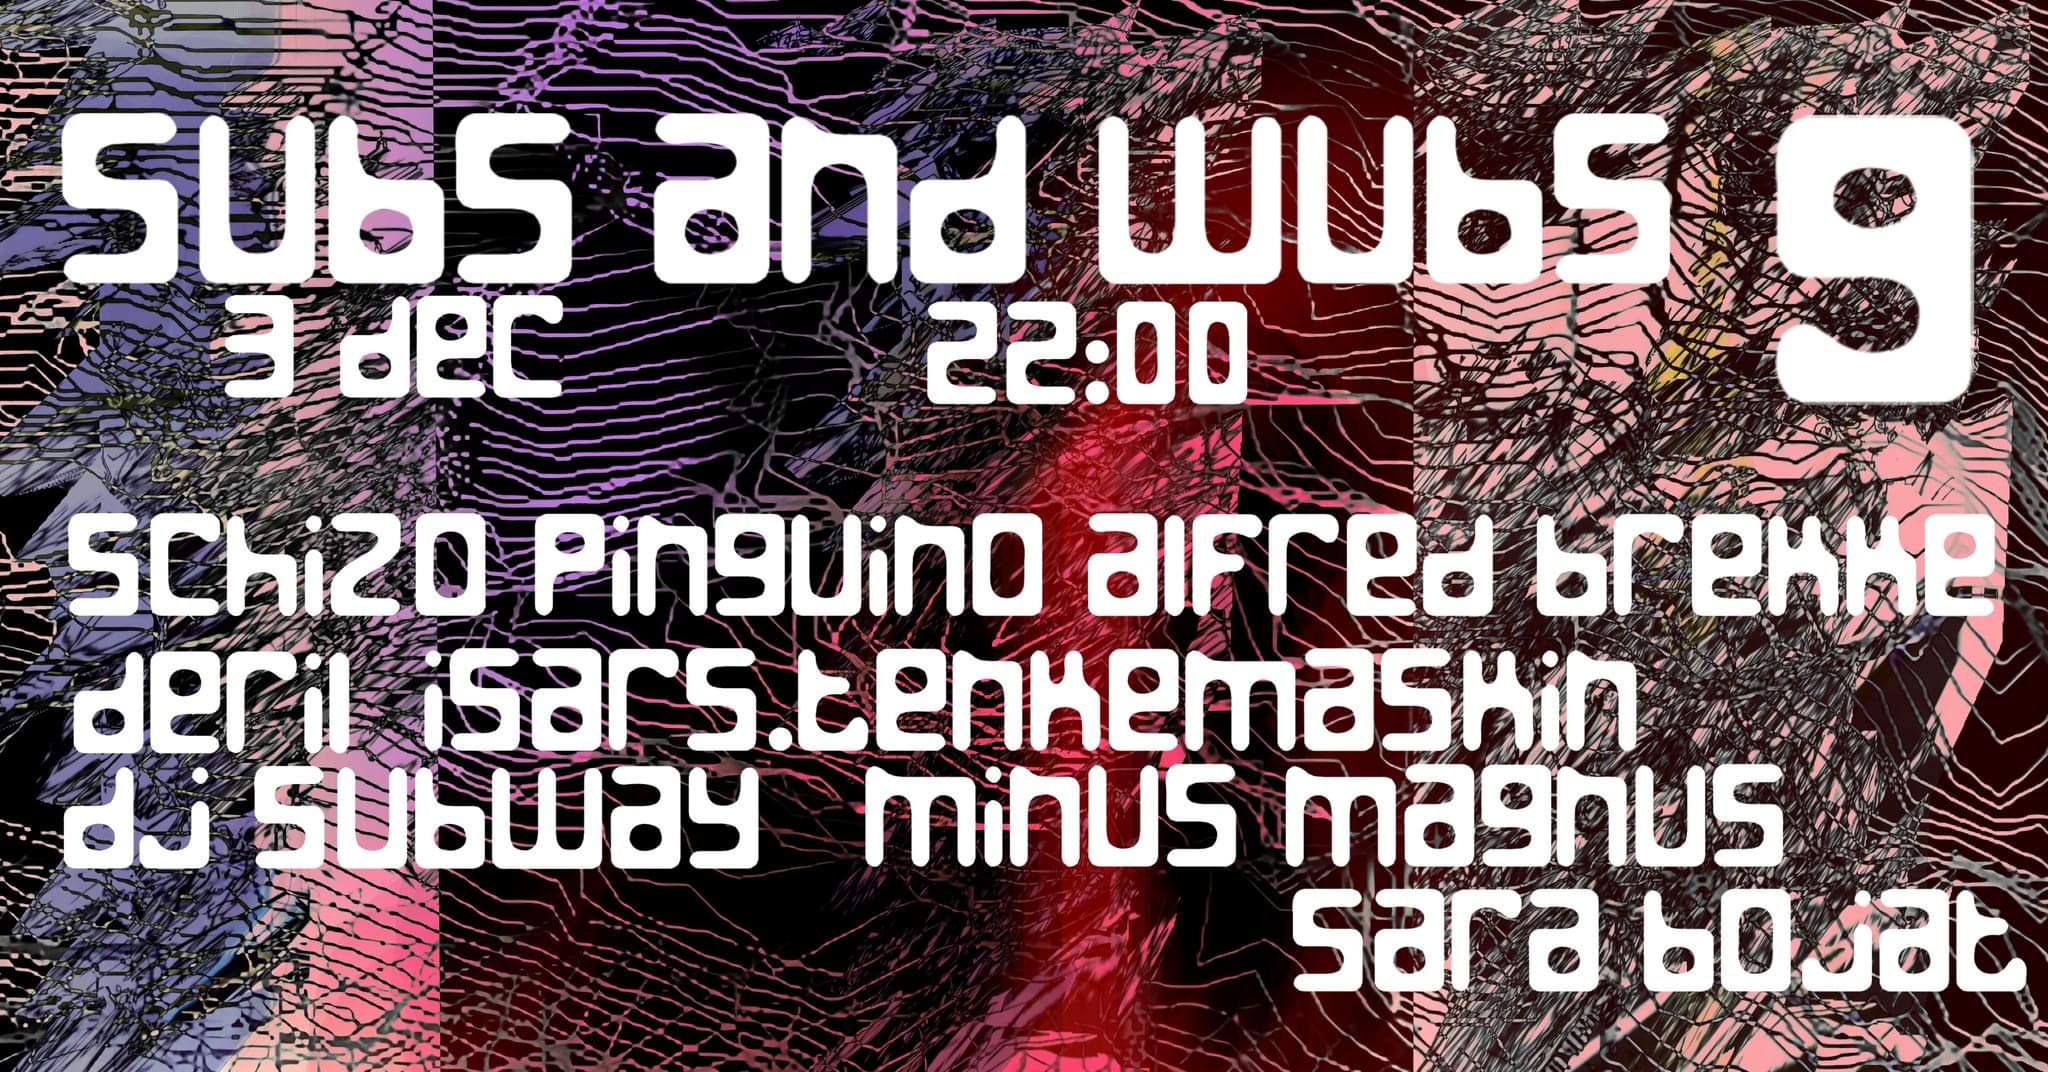 subs and wubs 9
3 dec 22:00
schizo pinguino alfred brekke
deril isars.tenkemaskin
dj subway minus magnus
sara bojat